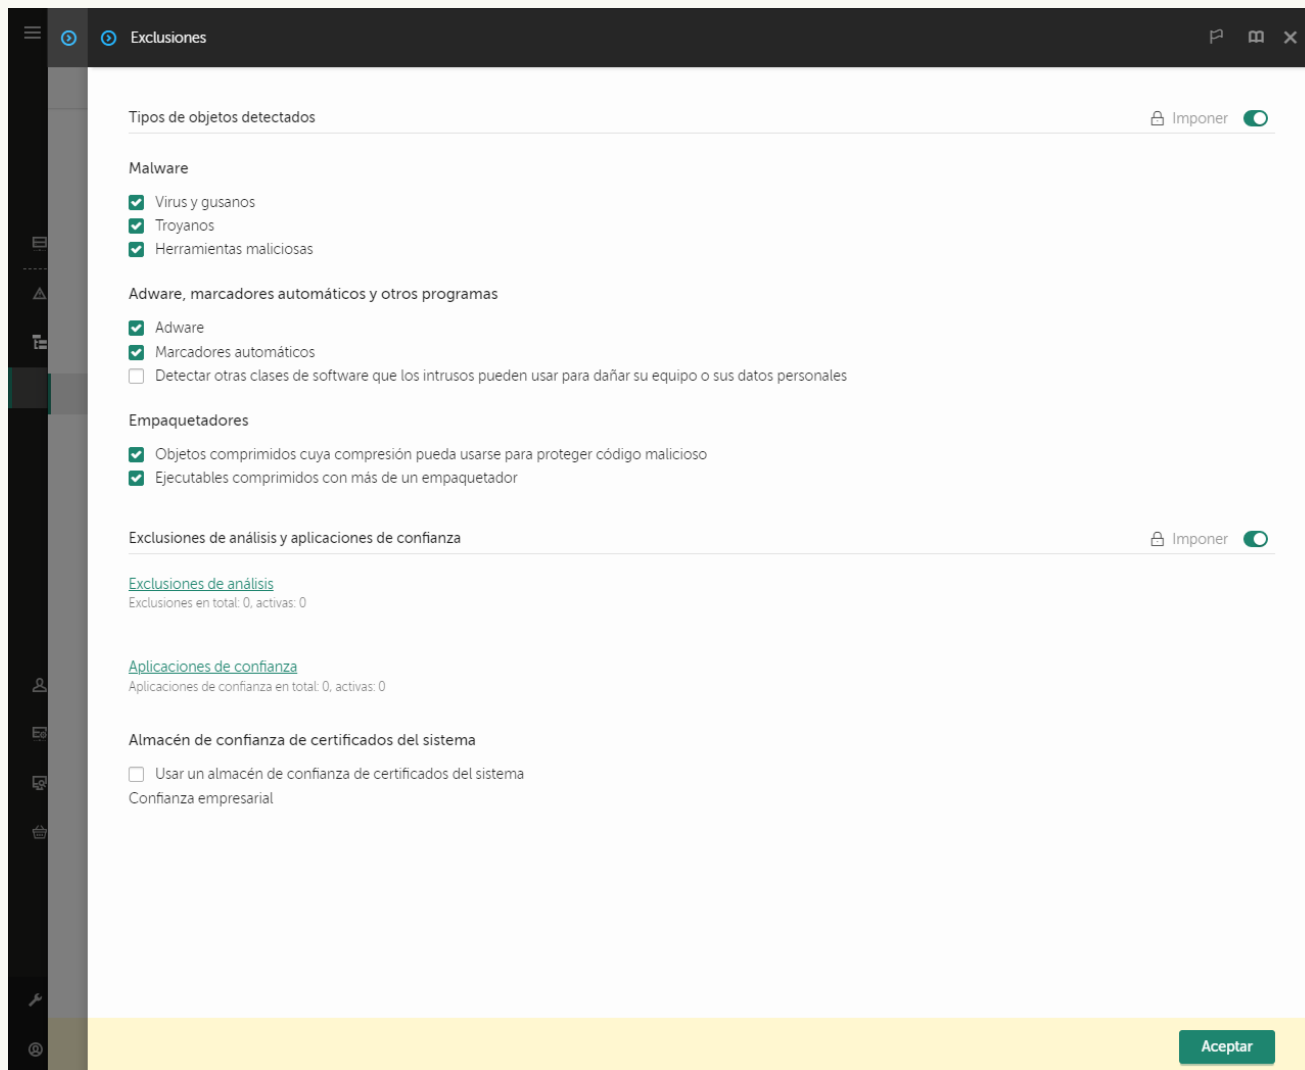 Exclusiones
Tipos de objetos detectados
Imponer
Malware
Virus y gusanos
Troyanos
Herramientas maliciosas
Adware, marcadores automáticos y otros programas
Adware
Marcadores automáticos
Detectar otras clases de software que los intrusos pueden usar para dañar su equipo o sus datos personales
Empaquetadores
Objetos comprimidos cuya compresión pueda usarse para proteger código malicioso
Ejecutables comprimidos con más de un empaquetador
Exclusiones de análisis y aplicaciones de confianza
Imponer
Exclusiones de análisis
Exclusiones en total: 0, activas: 0
Aplicaciones de confianza
Aplicaciones de confianza en total: 0, activas: 0
Almacén de confianza de certificados del sistema
Usar un almacén de confianza de certificados del sistema
Confianza empresarial
Aceptar